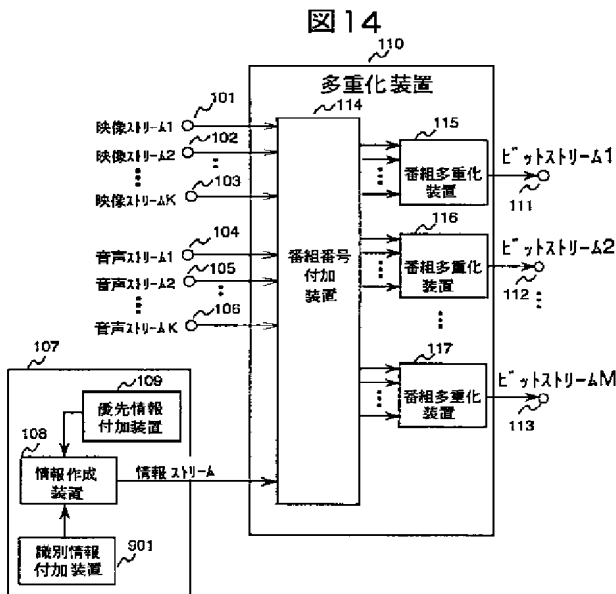 図14
110
多重化装置
114
101
映像ストリーム1
102
映像ストリーム2
103
映像ストリームK
104
音声ストリーム1
105
音声ストリーム2
106
音声ストリームK
番組番号
付加
装置
115
番組多重化
装置
ビットストリーム1
111
116
番組多重化
装置
ビットストリーム2
112
117
番組多重化
装置
ビットストリームM
113
107
109
優先情報
付加装置
108
情報作成
装置
情報ストリーム
識別情報
付加装置
901